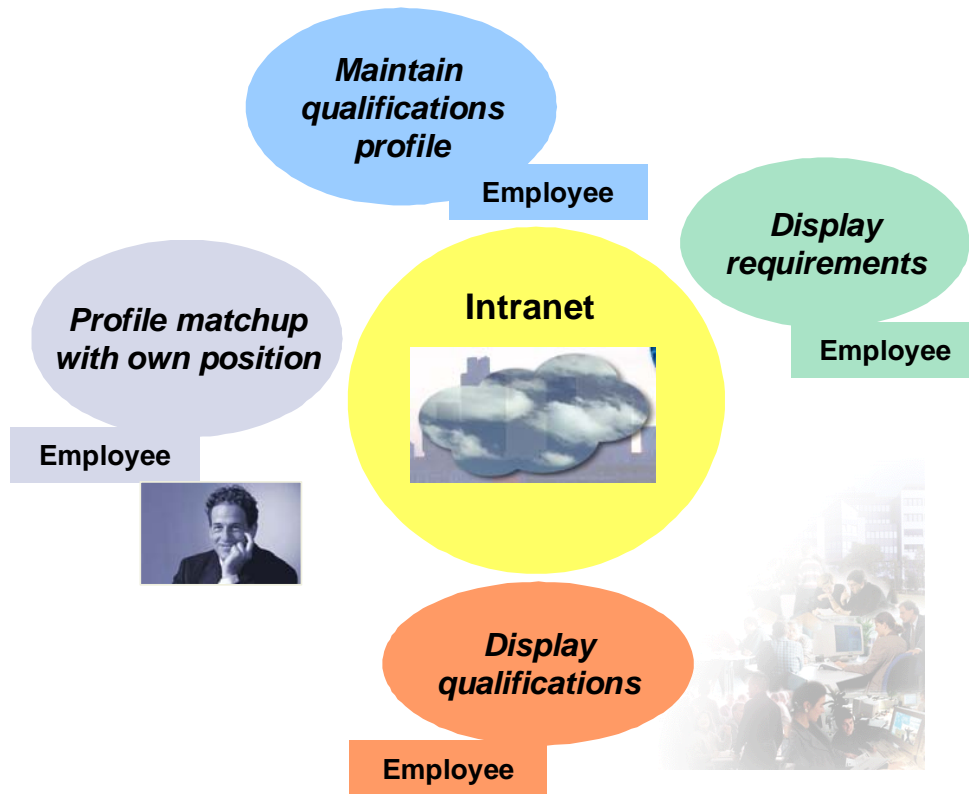 Maintain
qualifications
profile
Employee
Display
requirements
Employee
Intranet
Profile matchup
with own position
Employee
Display
qualifications
Employee